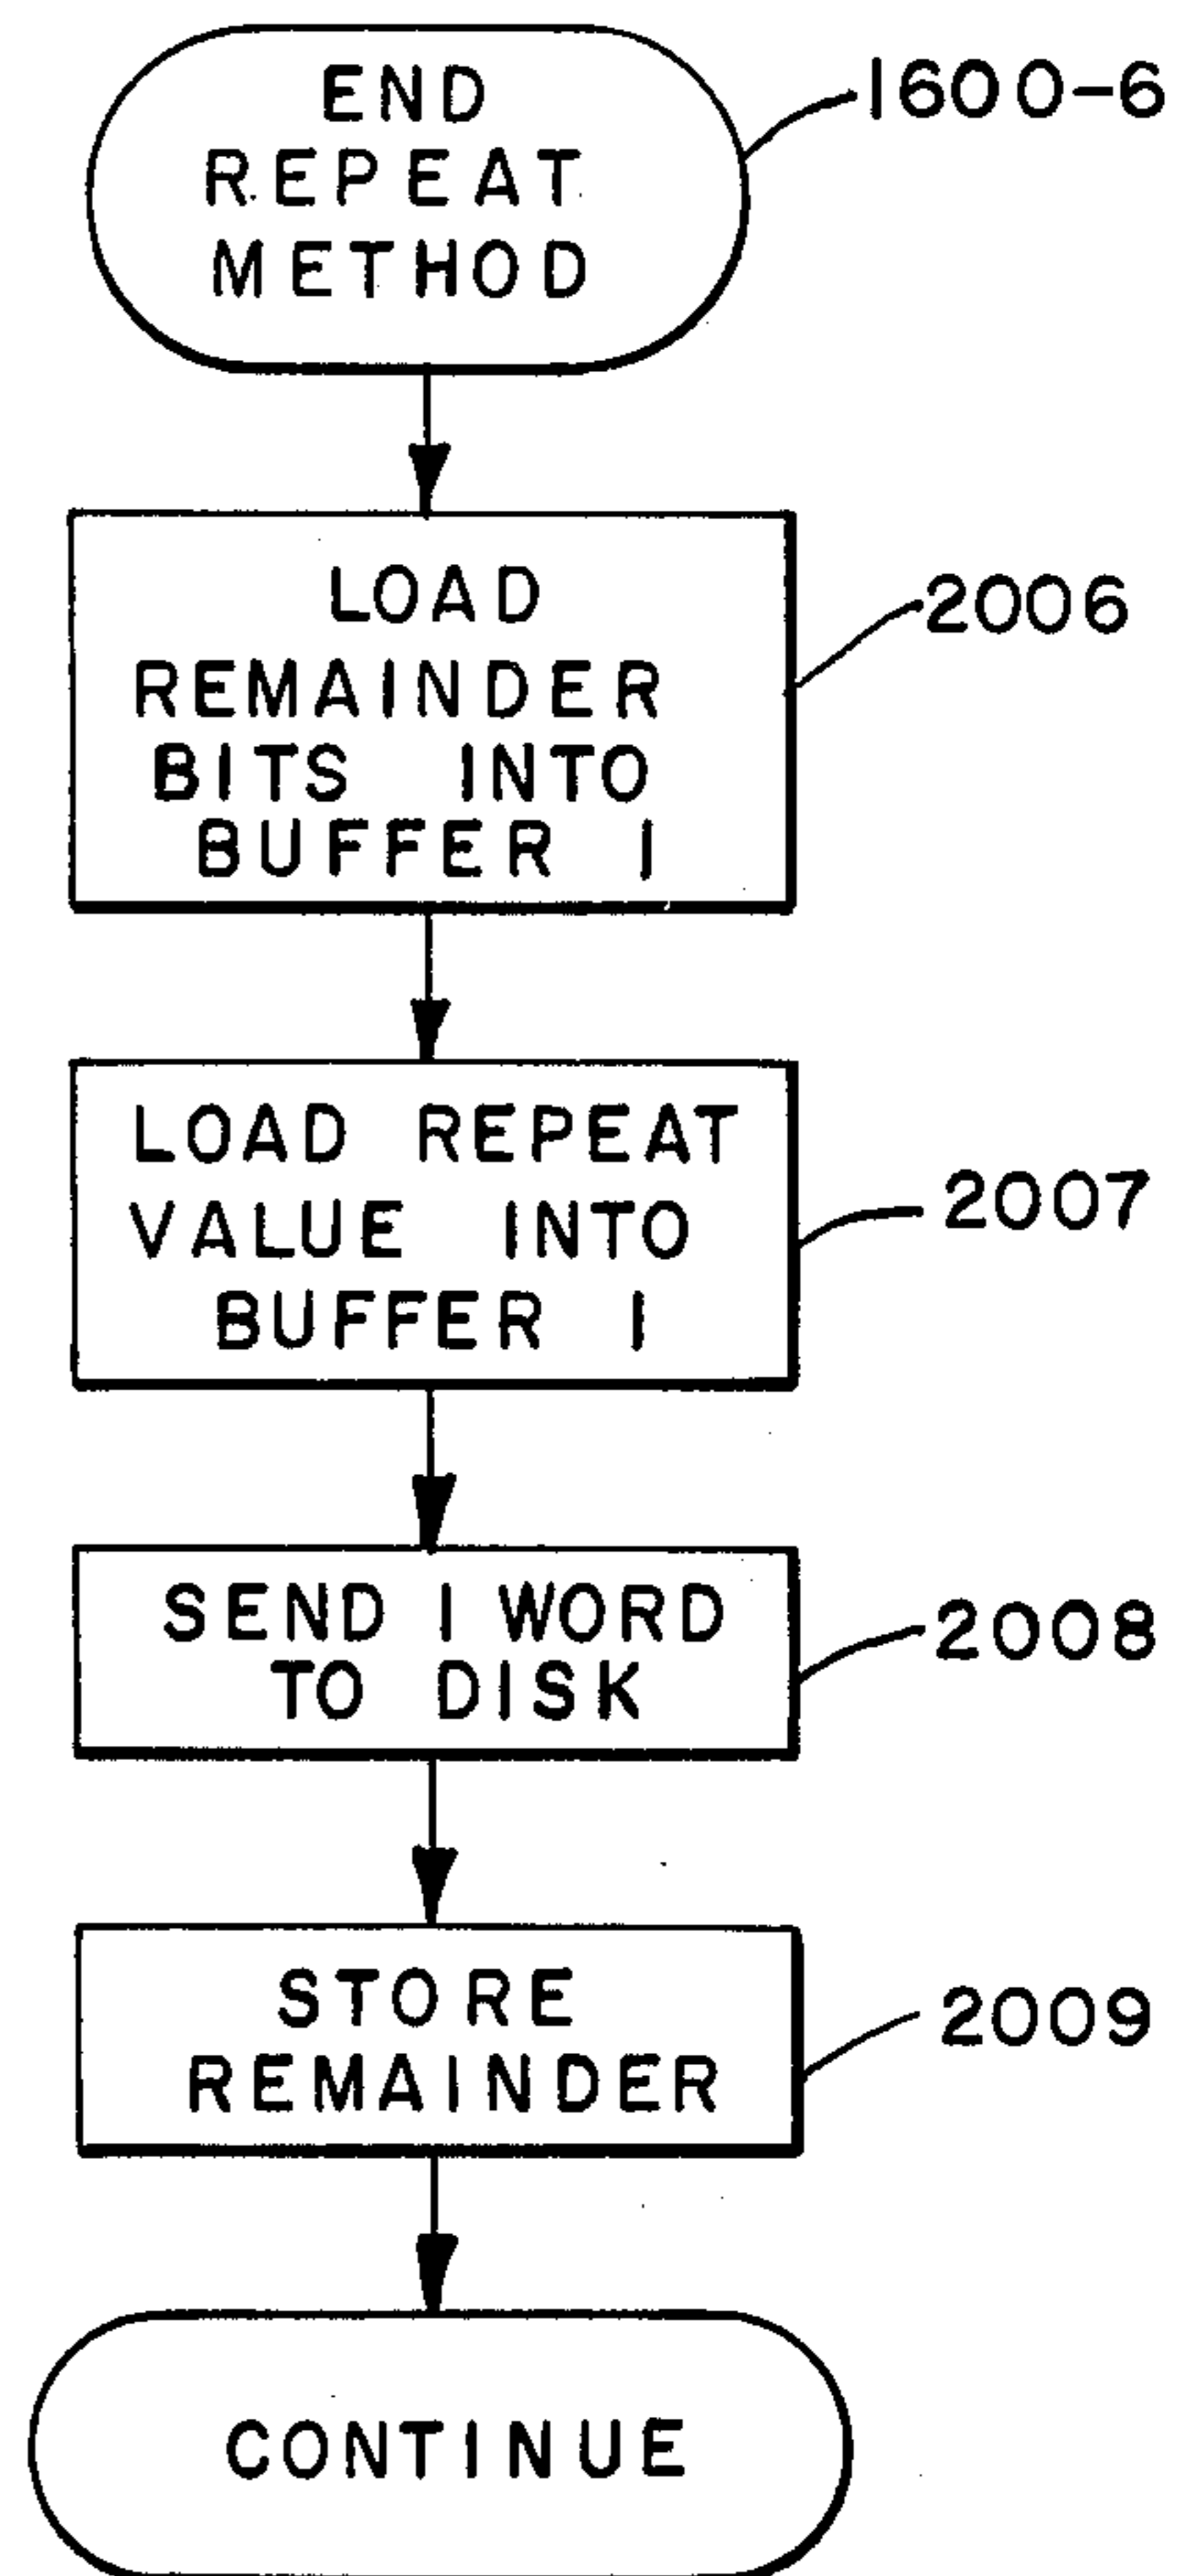 END
REPEAT
METHOD
1600-6
LOAD
REMAINDER
BITS INTO
BUFFER 1
2006
LOAD REPEAT
VALUE INTO
BUFFER 1
2007
SEND 1 WORD
TO DISK
2008
STORE
REMAINDER
2009
CONTINUE